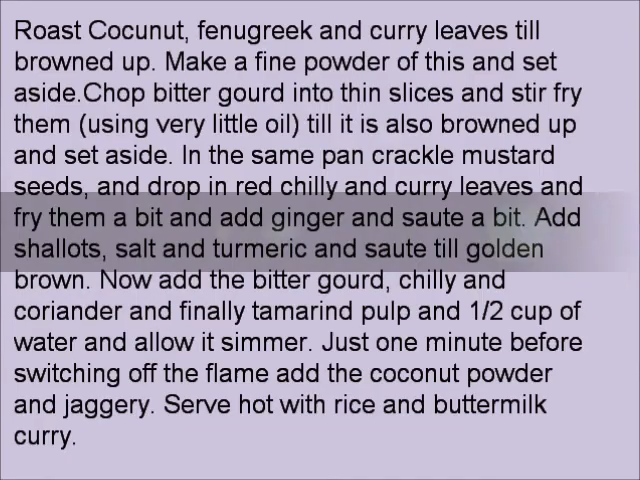 Roast Cocunut, fenugreek and curry leaves till
browned up. Make a fine powder of this and set
aside.Chop bitter gourd into thin slices and stir fry
them (using very little oil) till it is also browned up
and set aside. In the same pan crackle mustard
seeds, and drop in red chilly and curry leaves and
fry them a bit and add ginger and saute a bit. Add
shallots, salt and turmeric and saute till golden
brown. Now add the bitter gourd, chilly and
coriander and finally tamarind pulp and 1/2 cup of
water and allow it simmer. Just one minute before
switching off the flame add the coconut powder
and jaggery. Serve hot with rice and buttermilk
curry.